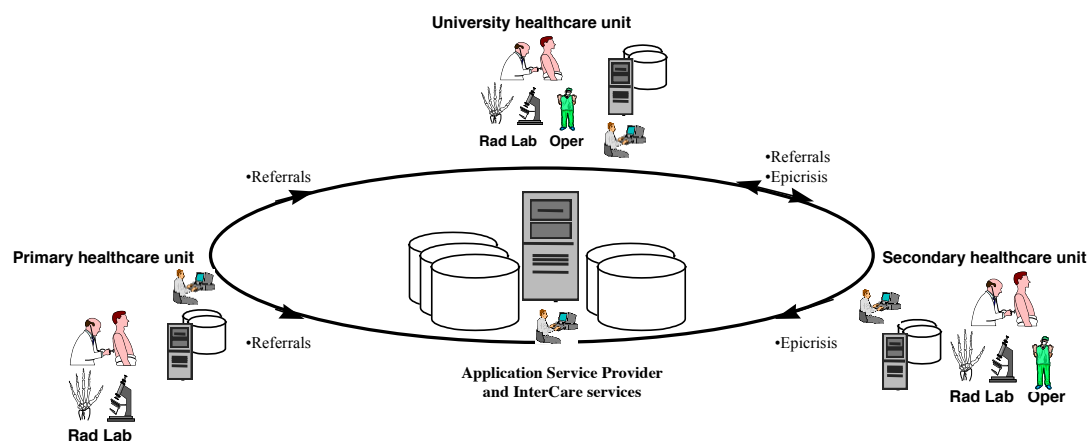 University healthcare unit
Rad Lab Oper
•Referrals
•Referrals
•Epicrisis
Primary healthcare unit
Secondary healthcare unit
•Referrals
•Epicrisis
Application Service Provider
and InterCare services
Rad Lab Oper
Rad Lab